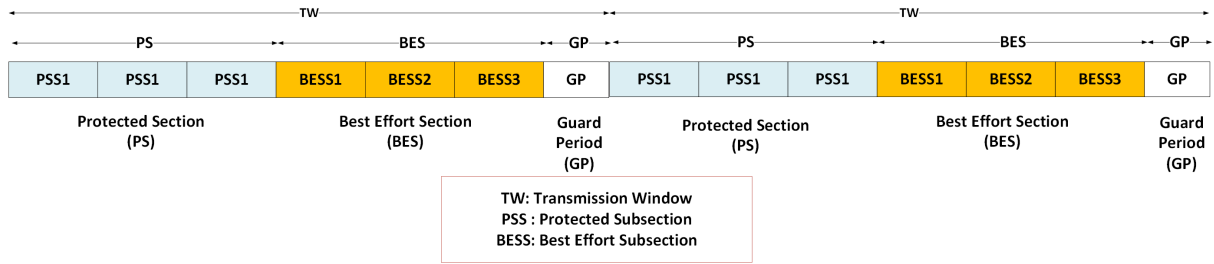 TW TW
PS BES GP PS BES GP
PSS1 PSS1 PSS1 BESS1 BESS2 BESS3 GP PSS1 PSS1 PSS1 BESS1 BESS2 BESS3 GP
Protected Section
(PS)
Best Effort Section
(BES)
Guard
Period
(GP)
Protected Section
(PS)
Best Effort Section
(BES)
Guard
Period
(GP)
TW: Transmission Window
PSS : Protected Subsection
BESS: Best Effort Subsection